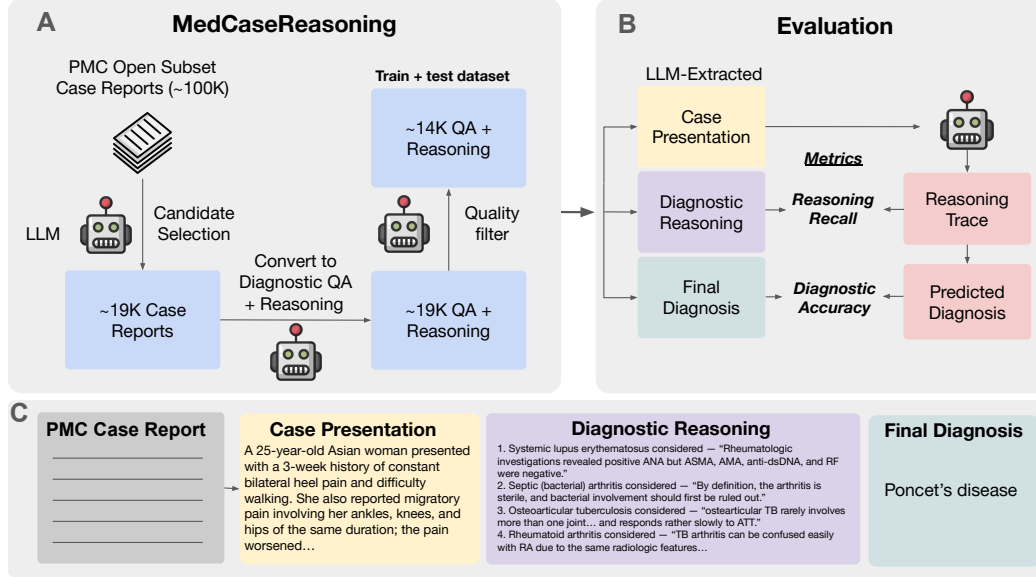 A
MedCaseReasoning
PMC Open Subset
Case Reports (~100K)
LLM
Candidate
Selection
~19K Case
Reports
Convert to
Diagnostic QA
+ Reasoning
~19K QA +
Reasoning
Quality
filter
Train + test dataset
~14K QA +
Reasoning
B
Evaluation
LLM-Extracted
Case
Presentation
Diagnostic
Reasoning
Final
Diagnosis
Metrics
Reasoning
Recall
Diagnostic
Accuracy
Reasoning
Trace
Predicted
Diagnosis
C
PMC Case Report
Case Presentation
A 25-year-old Asian woman presented
with a 3-week history of constant
bilateral heel pain and difficulty
walking. She also reported migratory
pain involving her ankles, knees, and
hips of the same duration; the pain
worsened…
Diagnostic Reasoning
1. Systemic lupus erythematosus considered — “Rheumatologic
investigations revealed positive ANA but ASMA, AMA, anti-dsDNA, and RF
were negative.”
2. Septic (bacterial) arthritis considered — “By definition, the arthritis is
sterile, and bacterial involvement should first be ruled out.”
3. Osteoarticular tuberculosis considered — “ostearticular TB rarely involves
more than one joint… and responds rather slowly to ATT.”
4. Rheumatoid arthritis considered — “TB arthritis can be confused easily
with RA due to the same radiologic features…
Final Diagnosis
Poncet’s disease